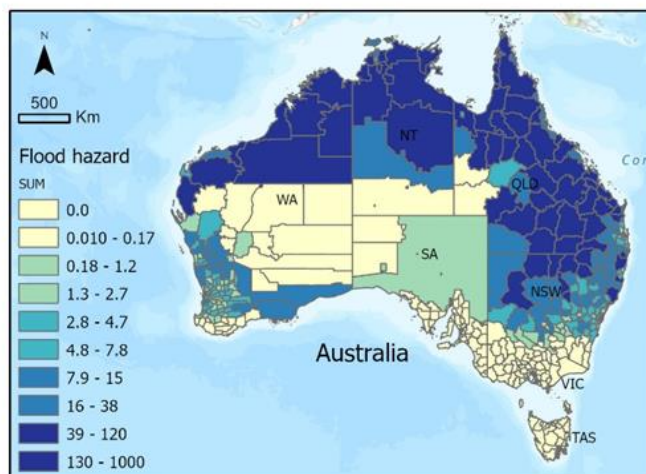 N
500
Km
Flood hazard
SUM
0.0
0.010 - 0.17
0.18 - 1.2
1.3 - 2.7
2.8 - 4.7
4.8 - 7.8
7.9 - 15
16 - 38
39 - 120
130 - 1000
NT
QLD
WA
SA
NSW
Australia
VIC
TAS
Cor